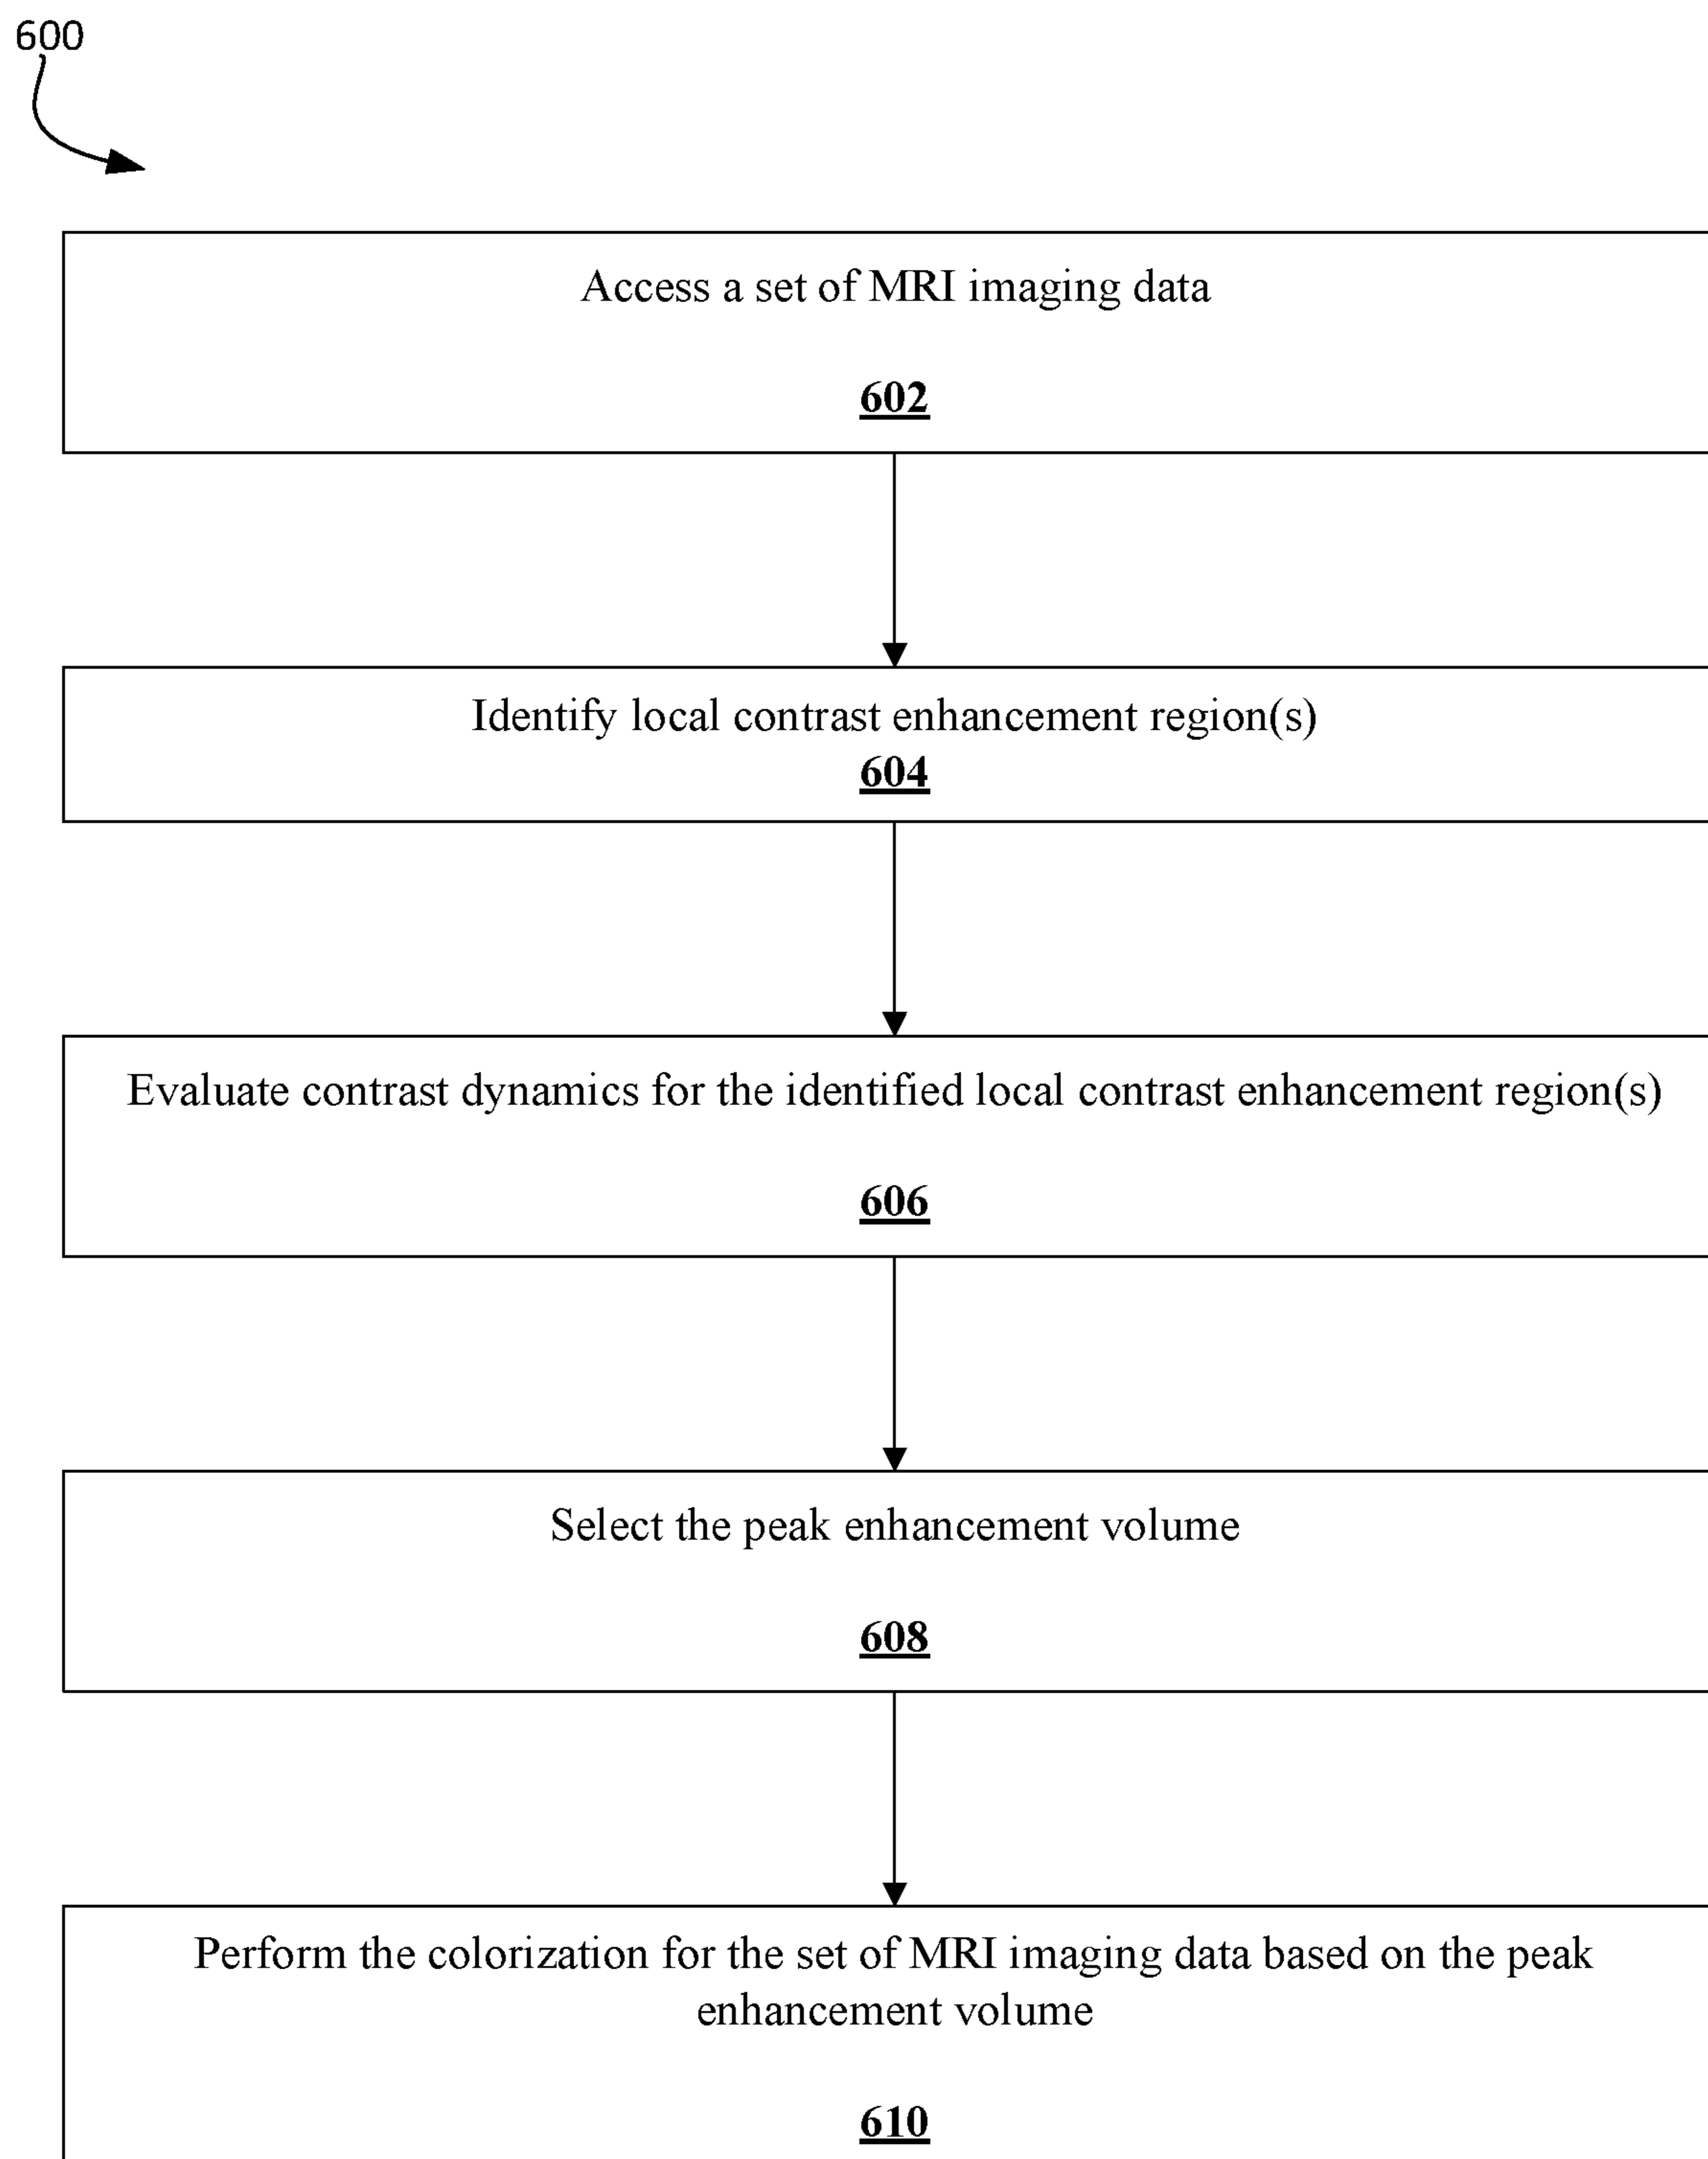 600
Access a set of MRI imaging data
602
Identify local contrast enhancement region(s)
604
Evaluate contrast dynamics for the identified local contrast enhancement region(s)
606
Select the peak enhancement volume
608
Perform the colorization for the set of MRI imaging data based on the peak
enhancement volume
610